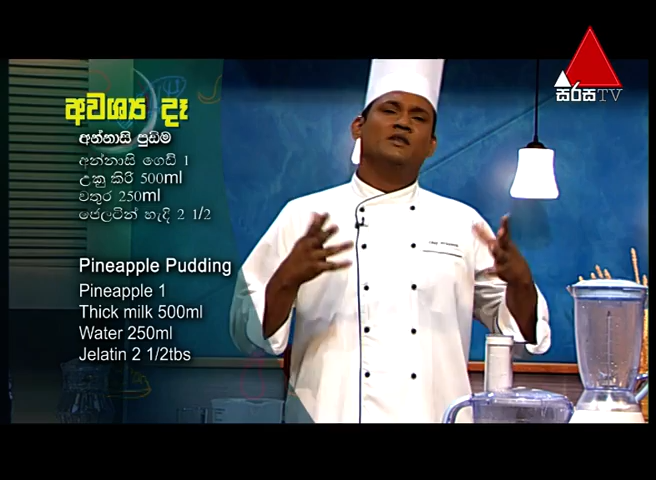 සිරස TV
අවශ්‍ය දෑ
අන්නාසි පුඩිම
අන්නාසි ගෙඩි 1
උකු කිරි 500ml
වතුර 250ml
ජෙලටින් හැඳි 2 1/2
Pineapple Pudding
Pineapple 1
Thick milk 500ml
Water 250ml
Jelatin 2 1/2tbs